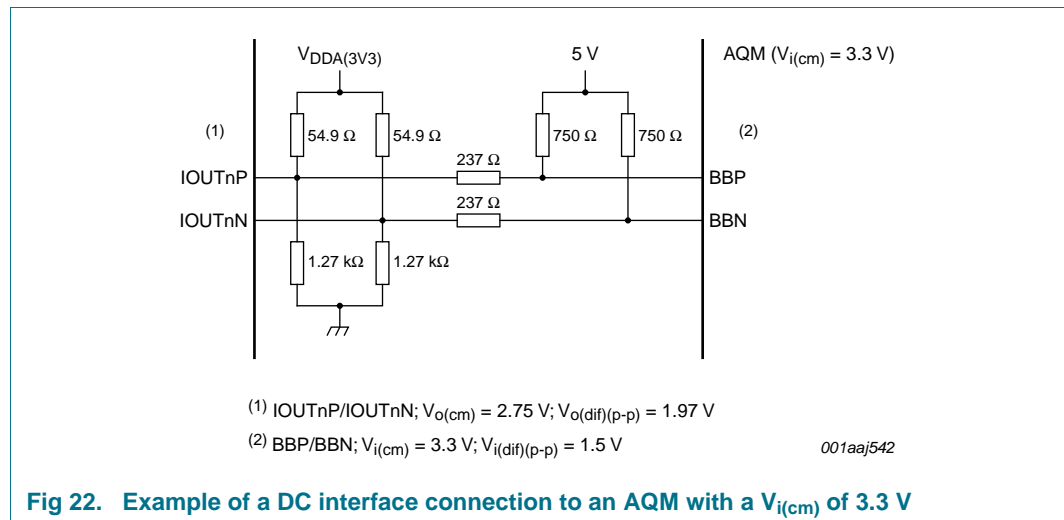 VDDA(3V3) 5 V AQM (Vi(cm) = 3.3 V)
(1) 54.9 Ω 54.9 Ω 750 Ω 750 Ω (2)
237 Ω
IOUTnP BBP
237 Ω
IOUTnN BBN
1.27 kΩ 1.27 kΩ
(1) IOUTnP/IOUTnN; Vo(cm) = 2.75 V; Vo(dif)(p-p) = 1.97 V
(2) BBP/BBN; Vi(cm) = 3.3 V; Vi(dif)(p-p) = 1.5 V 001aaj542
Fig 22. Example of a DC interface connection to an AQM with a Vi(cm) of 3.3 V